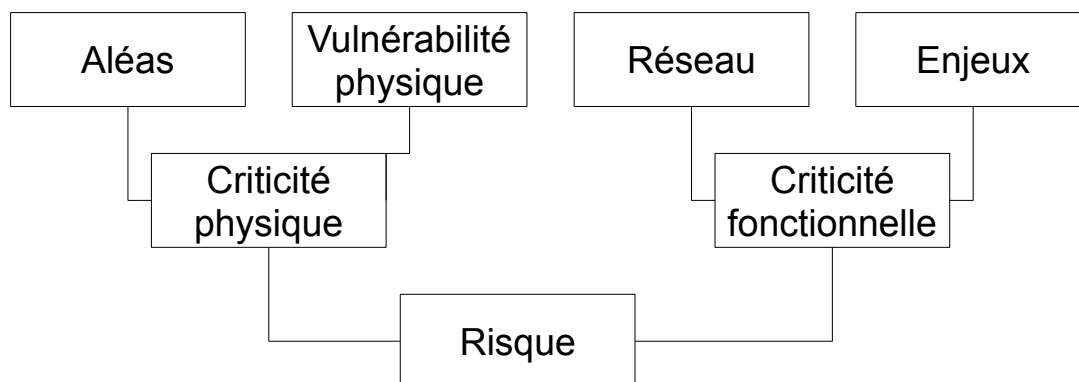 Aléas
Vulnérabilité
physique
Réseau
Enjeux
Criticité
physique
Criticité
fonctionnelle
Risque